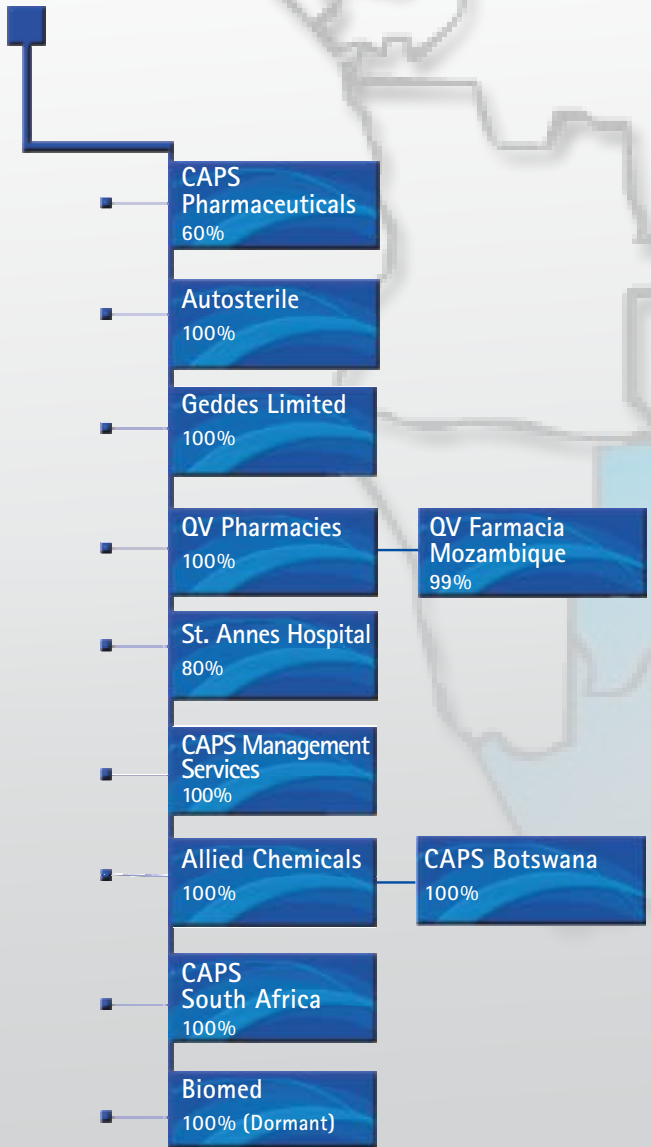 CAPS
Pharmaceuticals
60%
Autosterile
100%
Geddes Limited
100%
QV Pharmacies
100%
QV Farmacia
Mozambique
99%
St. Annes Hospital
80%
CAPS Management
Services
100%
Allied Chemicals
100%
CAPS Botswana
100%
CAPS
South Africa
100%
Biomed
100% (Dormant)